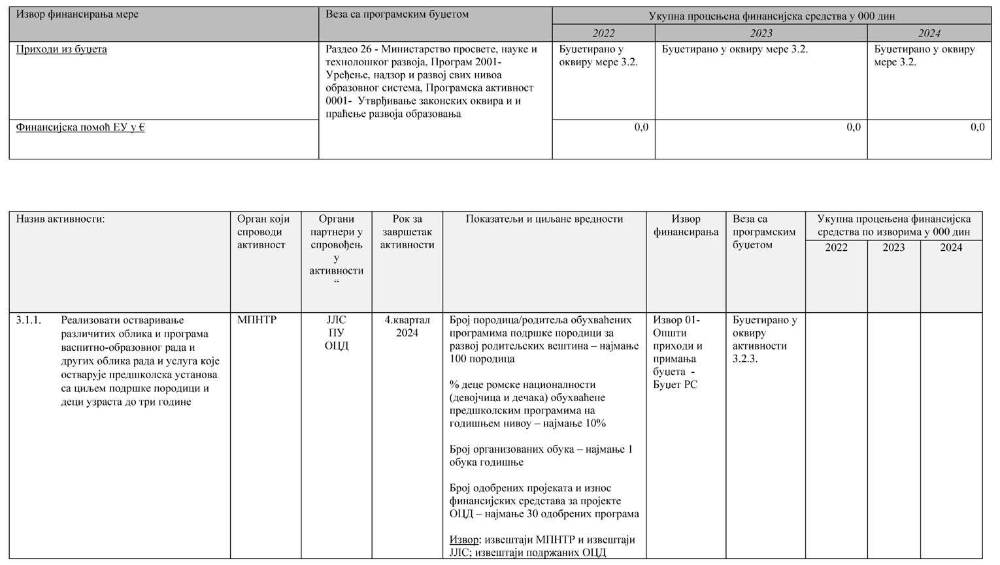 Извор финансирања мере
Веза са програмским буџетом
Укупна процењена финансијска средства у 000 дин
2022
2023
2024
Приходи из буџета
Раздео 26 - Министарство просвете, науке и
технолошког развоја, Програм 2001-
Уређење, надзор и развој свих нивоа
образовног система, Програмска активност
0001-  Утврђивање законских оквира и и
праћење развоја образовања
Буџетирано у
оквиру мере 3.2.
Буџетирано у оквиру мере 3.2.
Буџетирано у оквиру
мере 3.2.
Финансијска помоћ ЕУ у €
0,0
0,0
0,0
Назив активности:
Орган који
спроводи
активност
Органи
партнери у
спровођењ
у
активности
“
Рок за
завршетак
активности
Показатељи и циљане вредности
Извор
финансирања
Веза са
програмским
буџетом
Укупна процењена финансијска
средства по изворима у 000 дин
2022
2023
2024
3.1.1. Реализовати остваривање
различитих облика и програма
васпитно-образовног рада и
других облика рада и услуга које
остварује предшколска установа
са циљем подршке породици и
деци узраста до три године
МПНТР
ЈЛС
ПУ
ОЦД
4.квартал
2024
Број породица/родитеља обухваћених
програмима подршке породици за
развој родитељских вештина – најмање
100 породица
% деце ромске националности
(девојчица и дечака) обухваћене
предшколским програмима на
годишњем нивоу – најмање 10%
Број организованих обука – најмање 1
обука годишње
Број одобрених пројеката и износ
финансијских средстава за пројекте
ОЦД – најмање 30 одобрених програма
Извор: извештаји МПНТР и извештаји
ЈЛС; извештаји подржаних ОЦД
Извор 01-
Општи
приходи и
примања
буџета  -
Буџет РС
Буџетирано у
оквиру
активности
3.2.3.